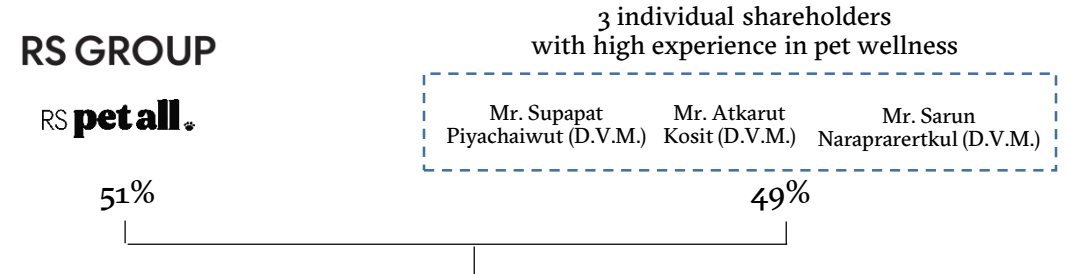 3 individual shareholders
with high experience in pet wellness
RS GROUP
RS pet all
Mr. Supapat
Piyachaiwut (D.V.M.)
Mr. Atkarut
Kosit (D.V.M.)
Mr. Sarun
Naraprarertkul (D.V.M.)
51%
49%